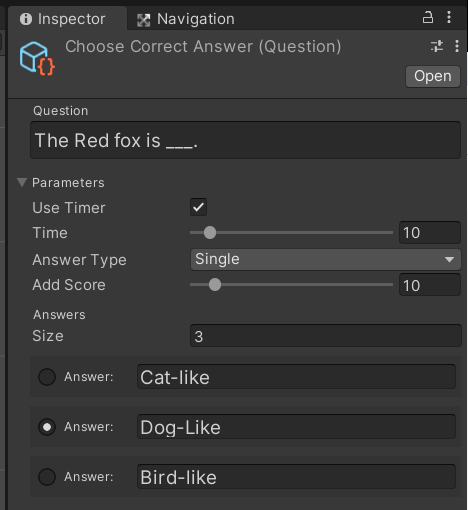 Inspector Navigation
Choose Correct Answer (Question)
Open
Question
The Red fox is ___.
Parameters
Use Timer
Time 10
Answer Type Single
Add Score 10
Answers
Size 3
Answer: Cat-like
Answer: Dog-Like
Answer: Bird-like